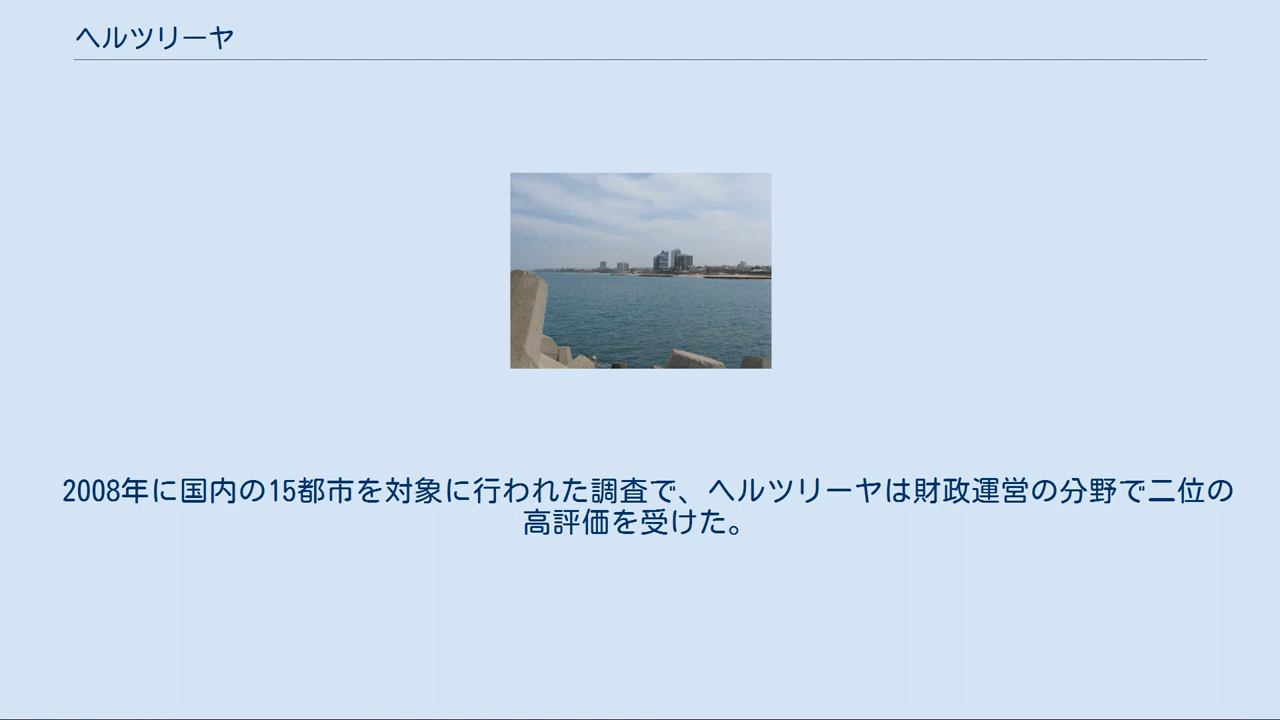 ヘルツリーヤ
2008年に国内の15都市を対象に行われた調査で、ヘルツリーヤは財政運営の分野で二位の
高評価を受けた。